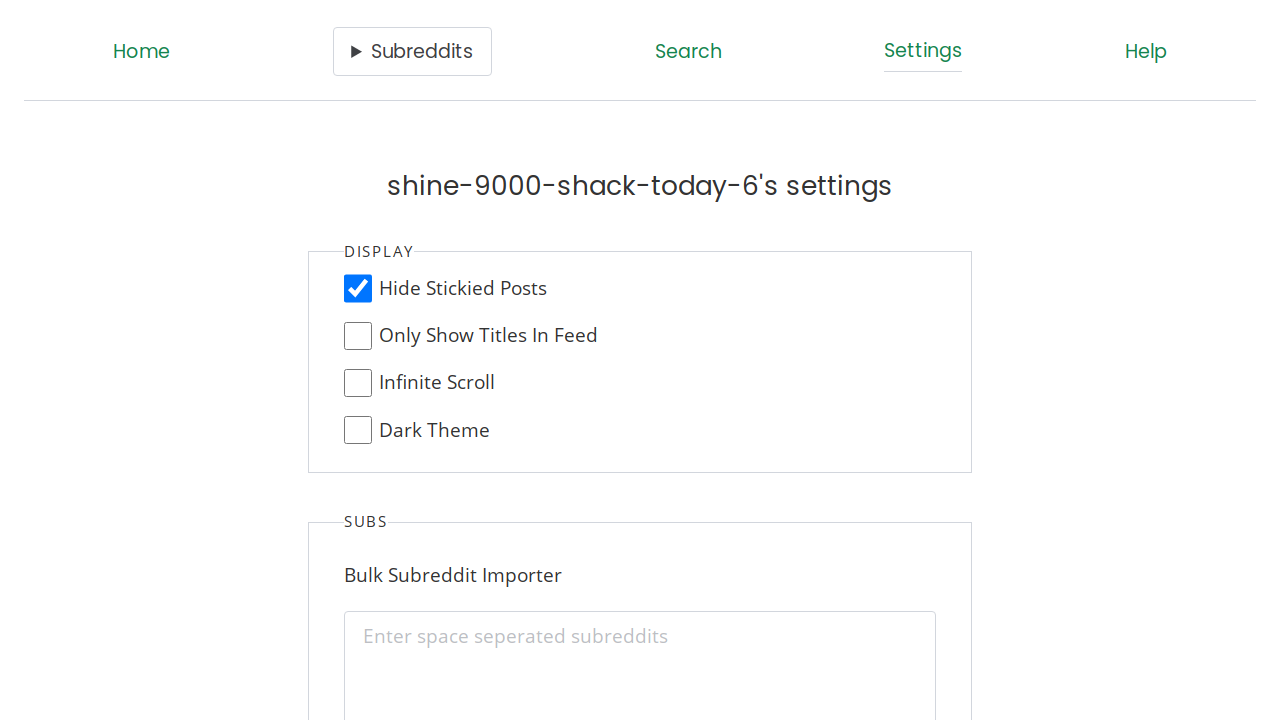 Home
Subreddits
Search
Settings
Help
shine-9000-shack-today-6's settings
DISPLAY
Hide Stickied Posts
Only Show Titles In Feed
Infinite Scroll
Dark Theme
SUBS
Bulk Subreddit Importer
Enter space seperated subreddits